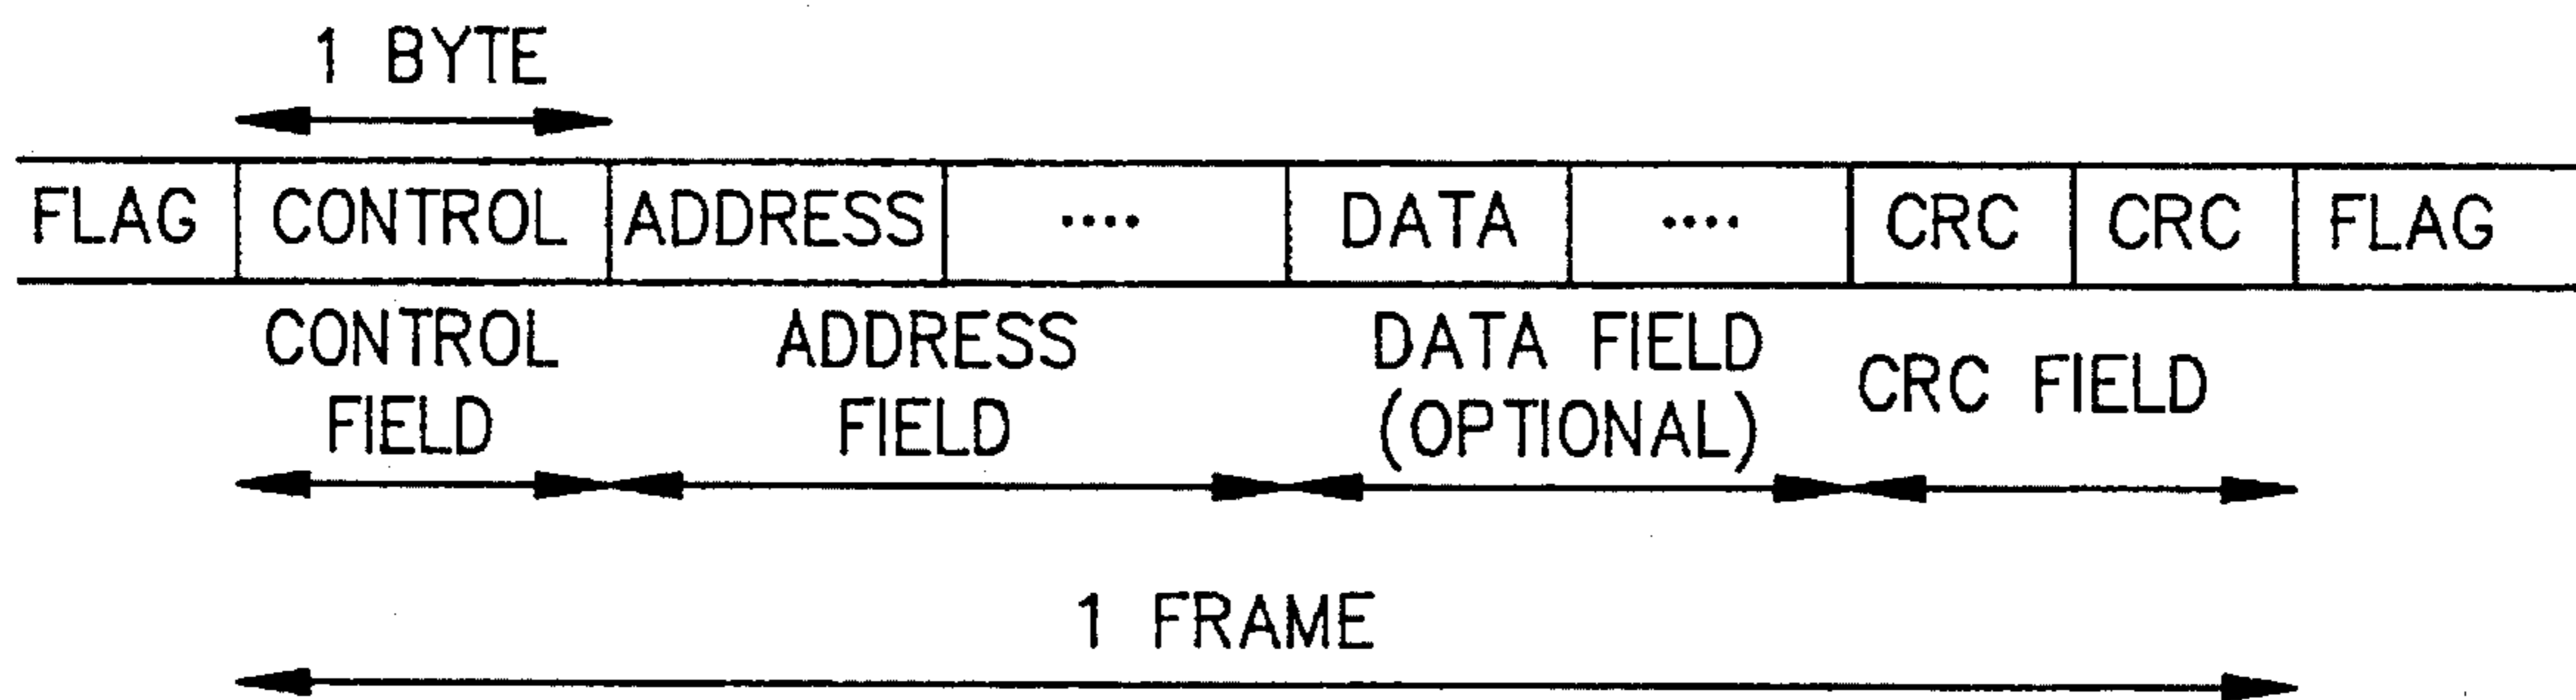 1 BYTE
FLAG CONTROL ADDRESS .... DATA .... CRC CRC FLAG
CONTROL FIELD
ADDRESS FIELD
DATA FIELD (OPTIONAL)
CRC FIELD
1 FRAME